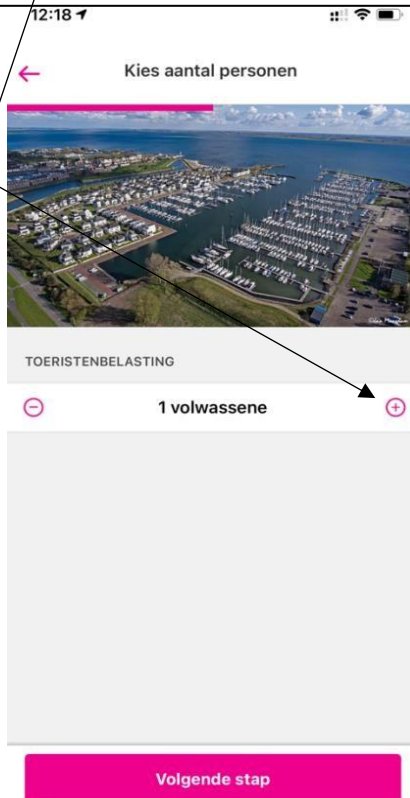 12:18
Kies aantal personen
TOERISTENBELASTING
1 volwassene
Volgende stap